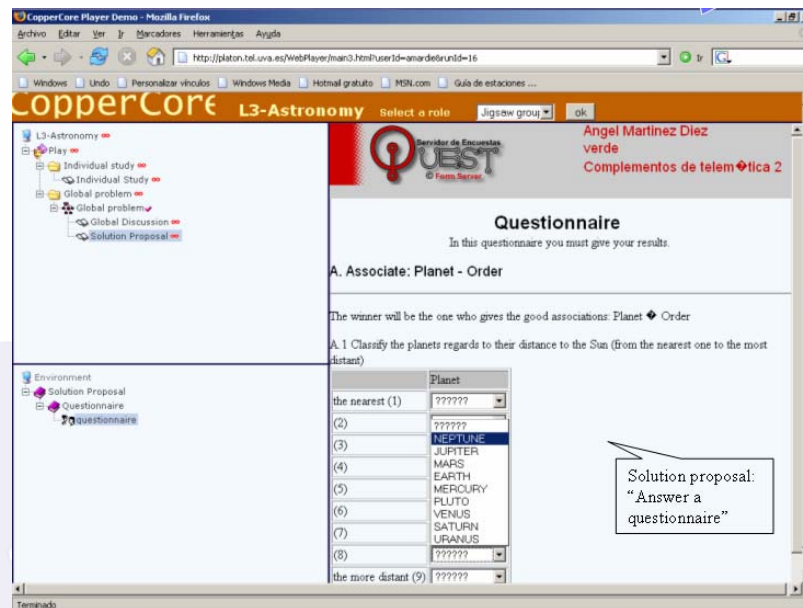 CopperCore Player Demo - Mozilla Firefox
Archivo Editar Ver Ir Marcadores Herramientas Ayuda
http://platon.tel.uva.es/WebPlayer/main3.html?userId=amardie&runId=16
Ir
Windows Undo Personalizar vínculos Windows Media Hotmail gratuito MSN.com Guía de estaciones ...
CopperCore L3-Astronomy Select a role Jigsaw group ok
L3-Astronomy
Play
Individual study
Individual Study
Global problem
Global problem
Global Discussion
Solution Proposal
Environment
Solution Proposal
Questionnaire
questionnaire
Servidor de Encuestas
QUEST
© Form Server
Angel Martinez Diez
verde
Complementos de telem�tica 2
Questionnaire
In this questionnaire you must give your results.
A. Associate: Planet - Order
The winner will be the one who gives the good associations: Planet � Order
A.1 Classify the planets regards to their distance to the Sun (from the nearest one to the most
distant)
Planet
the nearest (1) ??????
(2)
(3)
(4)
(5)
(6)
(7)
(8) ??????
the more distant (9) ??????
??????
NEPTUNE
JUPITER
MARS
EARTH
MERCURY
PLUTO
VENUS
SATURN
URANUS
Solution proposal:
“Answer a
questionnaire”
Terminado